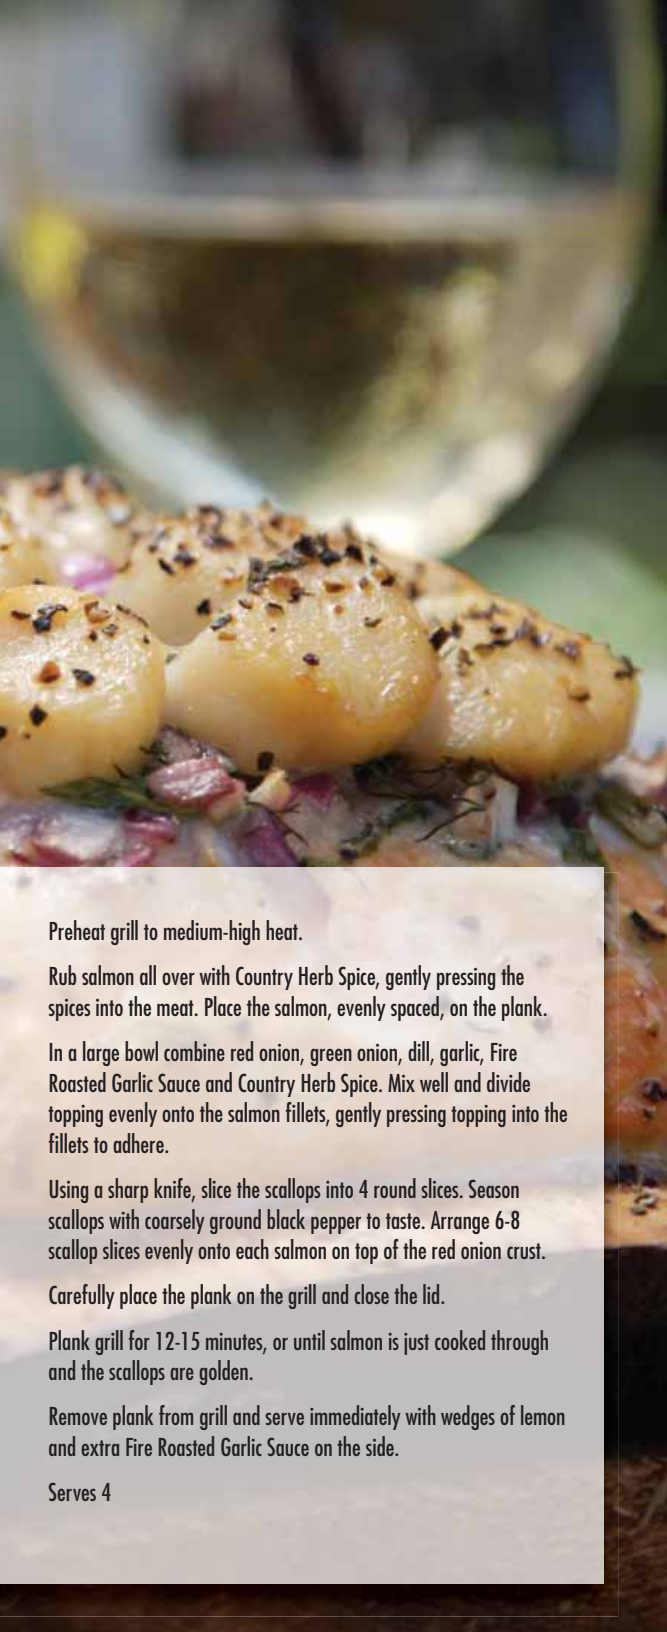 Preheat grill to medium-high heat.
Rub salmon all over with Country Herb Spice, gently pressing the
spices into the meat. Place the salmon, evenly spaced, on the plank.
In a large bowl combine red onion, green onion, dill, garlic, Fire
Roasted Garlic Sauce and Country Herb Spice. Mix well and divide
topping evenly onto the salmon fillets, gently pressing topping into the
fillets to adhere.
Using a sharp knife, slice the scallops into 4 round slices. Season
scallops with coarsely ground black pepper to taste. Arrange 6-8
scallop slices evenly onto each salmon on top of the red onion crust.
Carefully place the plank on the grill and close the lid.
Plank grill for 12-15 minutes, or until salmon is just cooked through
and the scallops are golden.
Remove plank from grill and serve immediately with wedges of lemon
and extra Fire Roasted Garlic Sauce on the side.
Serves 4